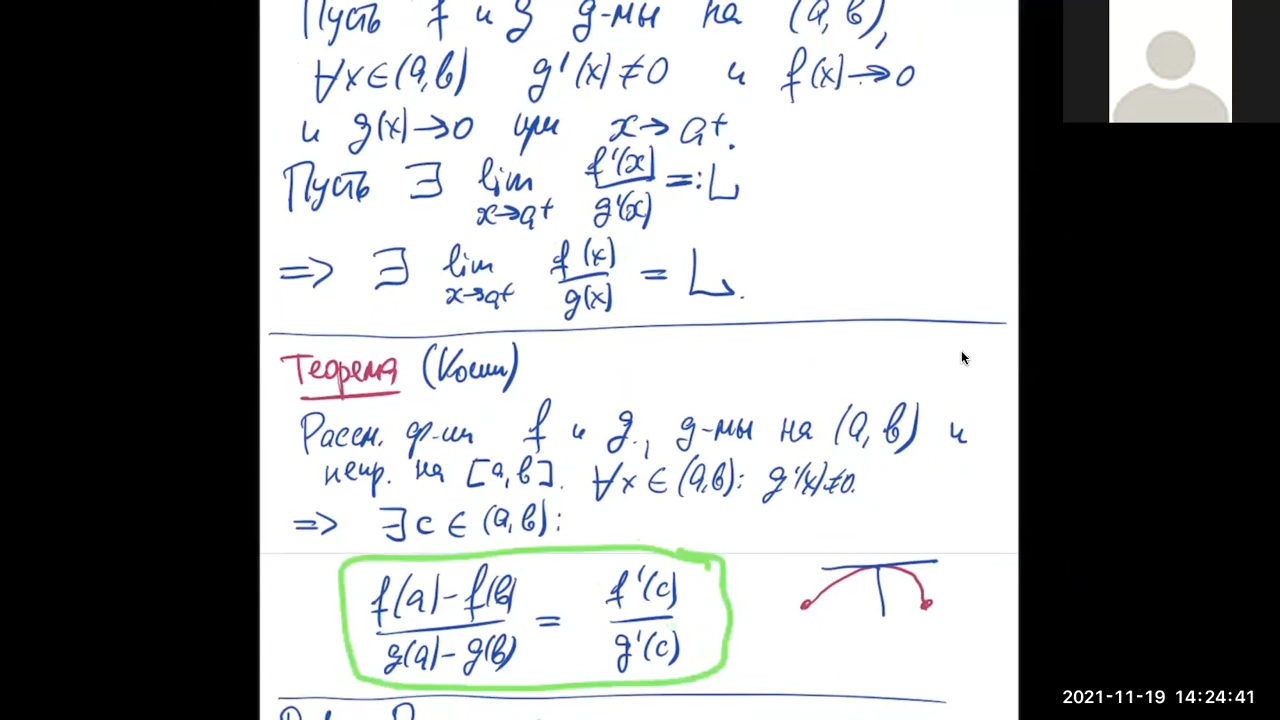 Пусть f и g д-мы на (a, b),
∀x∈(a,b) g'(x)≠0 и f(x)→0
и g(x)→0 при x→a+.
Пусть ∃ lim x→a+ f'(x)/g'(x) =: L
=> ∃ lim x→a+ f(x)/g(x) = L.
Теорема (Коши)
Рассм. ф-ии f и g, д-мы на (a, b) и
непр. на [a,b]. ∀x∈(a,b): g'(x)≠0.
=> ∃c∈(a,b):
f(a)-f(b)/g(a)-g(b) = f'(c)/g'(c)
2021-11-19 14:24:41